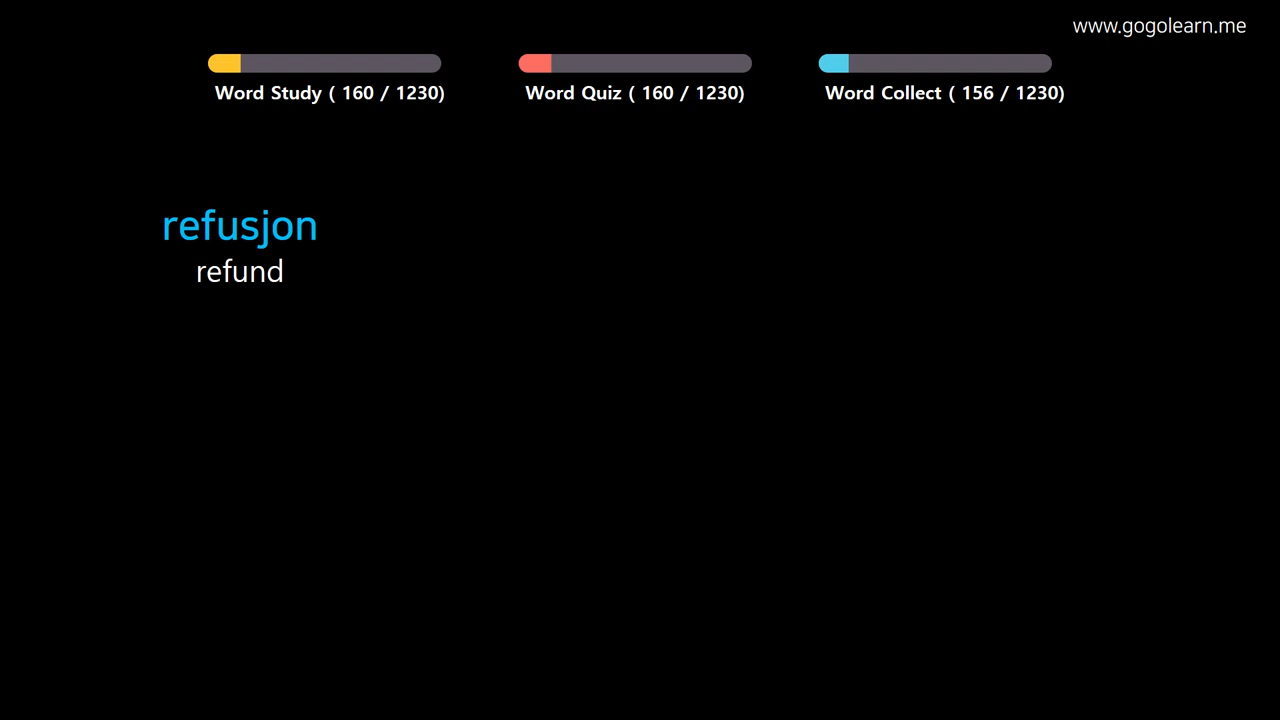 www.gogolearn.me
Word Study ( 160 / 1230)
Word Quiz ( 160 / 1230)
Word Collect ( 156 / 1230)
refusjon
refund